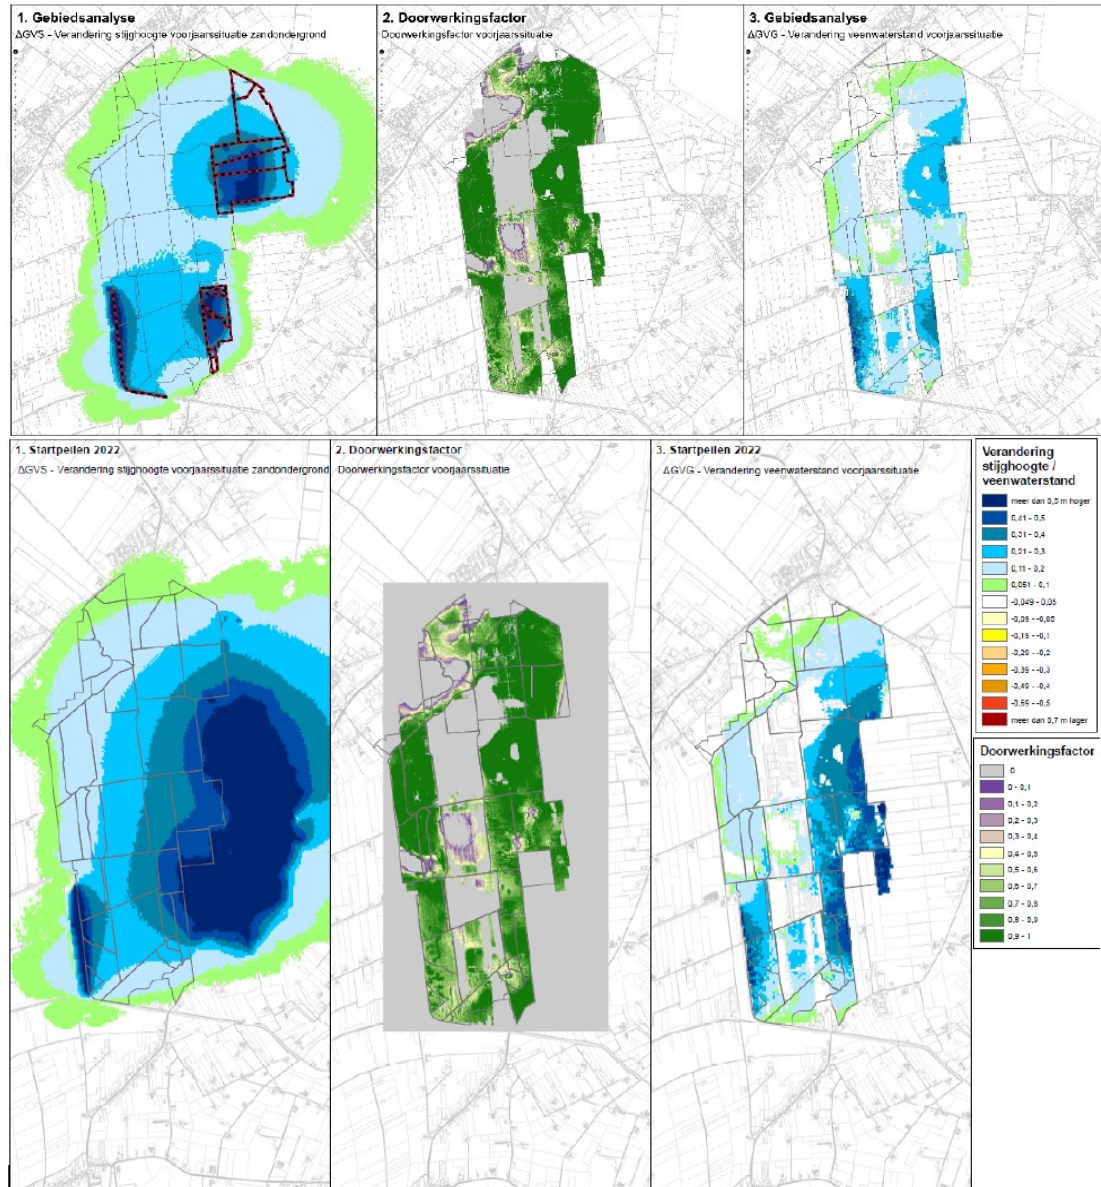 1. Gebiedsanalyse
ΔGVS - Verandering stijghoogte voorjaarssituatie zandondergrond
2. Doorwerkingsfactor
Doorwerkingsfactor voorjaarssituatie
3. Gebiedsanalyse
ΔGVG - Verandering veenwaterstand voorjaarssituatie
1. Startpeilen 2022
ΔGVS - Verandering stijghoogte voorjaarssituatie zandondergrond
2. Doorwerkingsfactor
Doorwerkingsfactor voorjaarssituatie
3. Startpeilen 2022
ΔGVG - Verandering veenwaterstand voorjaarssituatie
Verandering
stijghoogte /
veenwaterstand
meer dan 0,5 m hoger
0,41 - 0,5
0,31 - 0,4
0,21 - 0,3
0,11 - 0,2
0,051 - 0,1
-0,049 - 0,05
-0,09 - -0,05
-0,19 - -0,1
-0,29 - -0,2
-0,39 - -0,3
-0,49 - -0,4
-0,69 - -0,5
meer dan 0,7 m lager
Doorwerkingsfactor
0
0 - 0,1
0,1 - 0,2
0,2 - 0,3
0,3 - 0,4
0,4 - 0,5
0,5 - 0,6
0,6 - 0,7
0,7 - 0,8
0,8 - 0,9
0,9 - 1